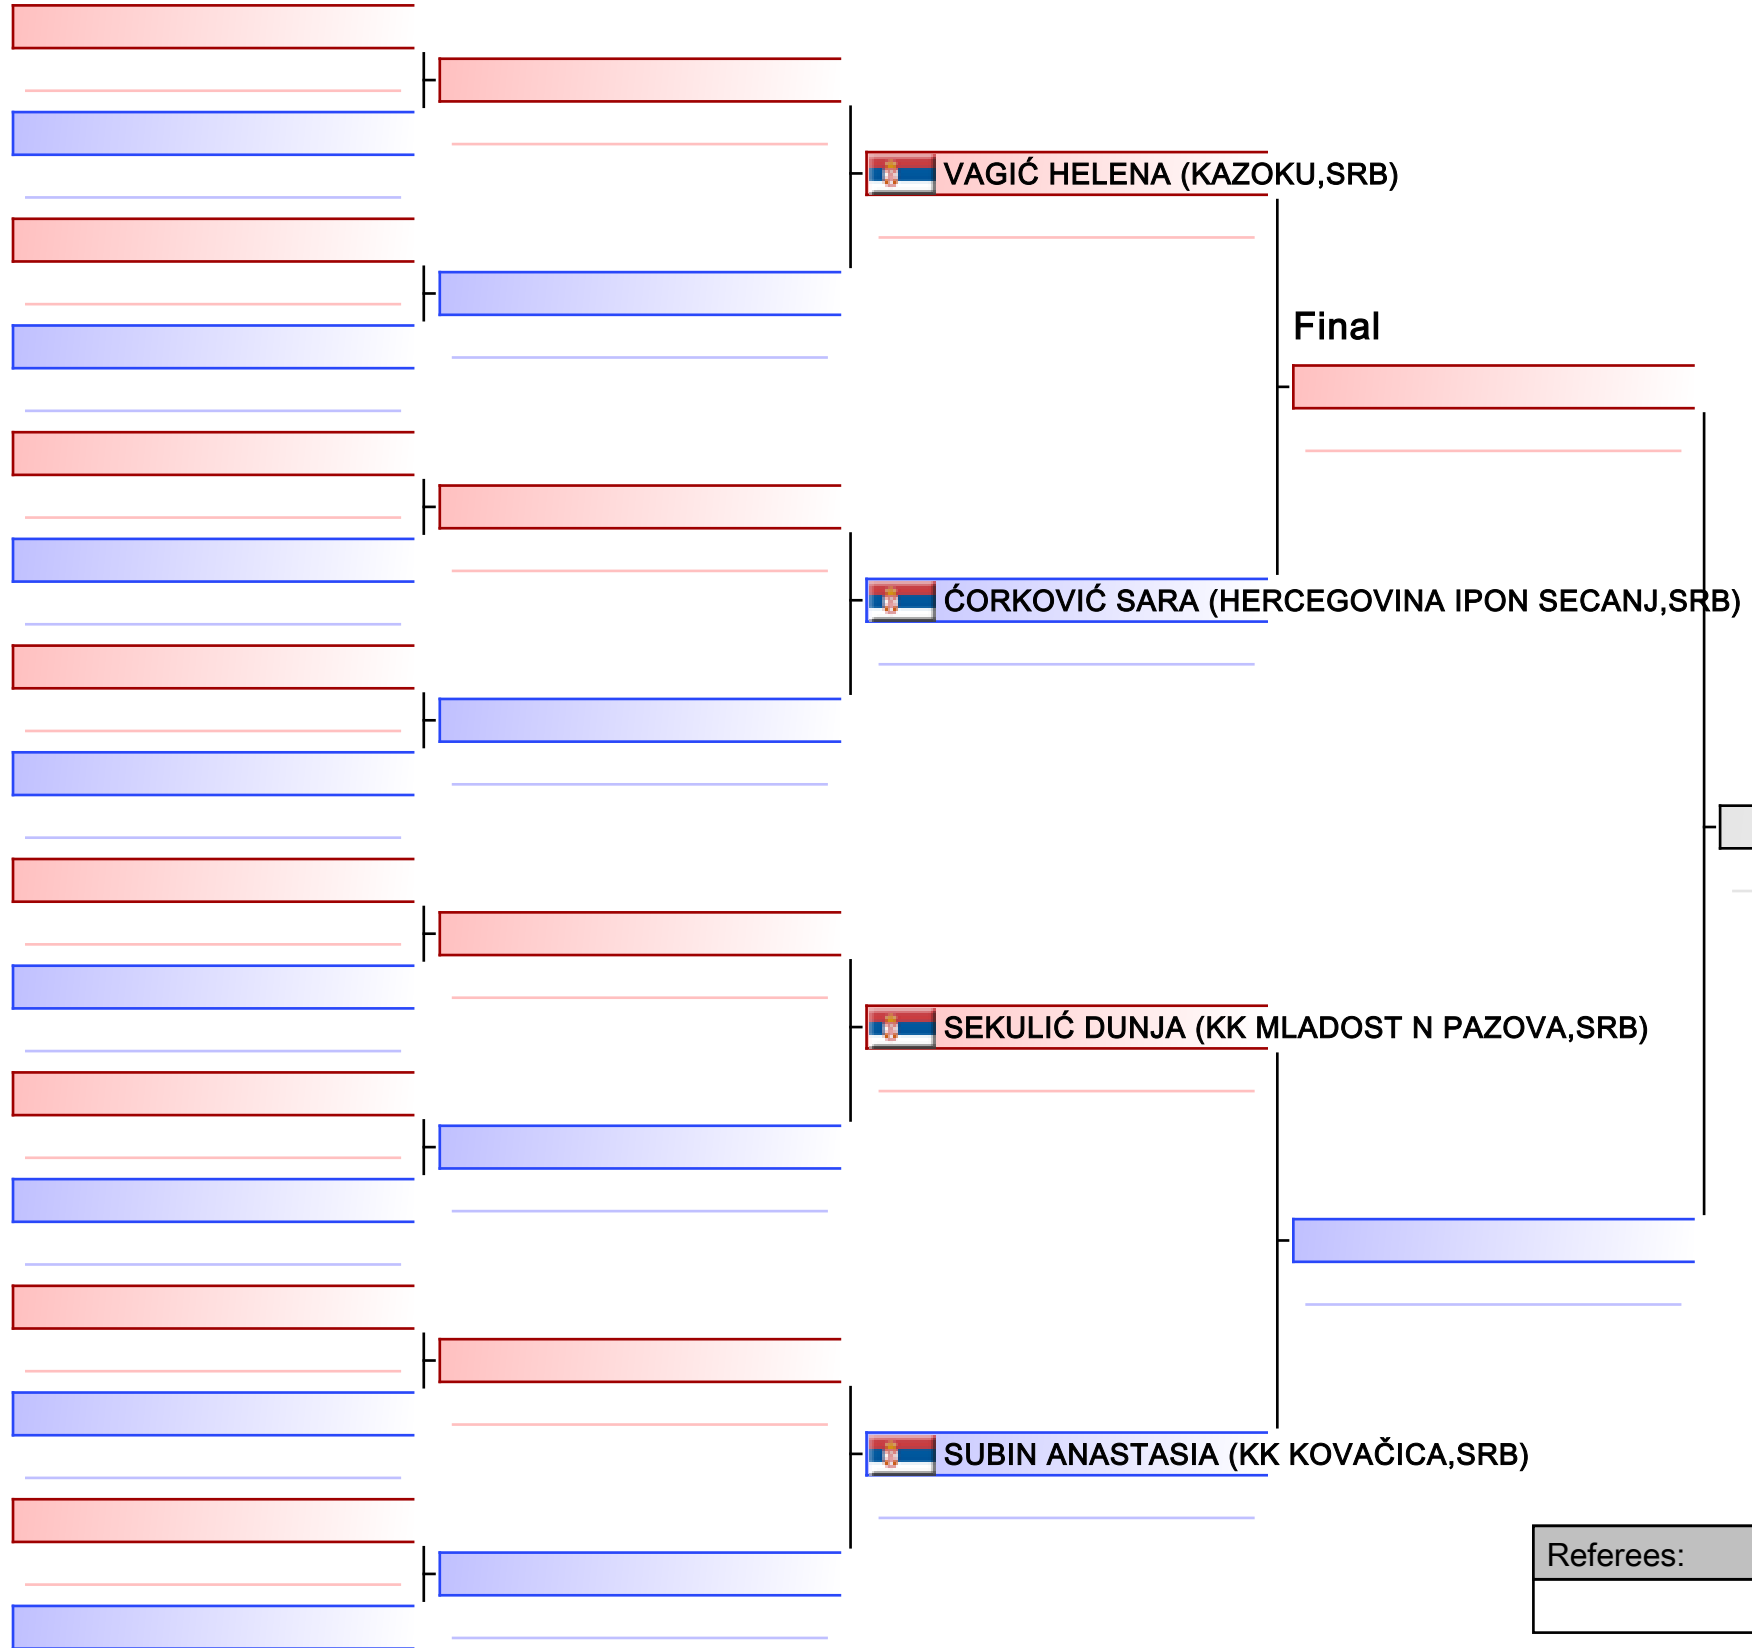 VAGIĆ HELENA (KAZOKU,SRB)
Final
ĆORKOVIĆ SARA (HERCEGOVINA IPON SECANJ,SRB)
SEKULIĆ DUNJA (KK MLADOST N PAZOVA,SRB)
SUBIN ANASTASIA (KK KOVAČICA,SRB)
Referees: